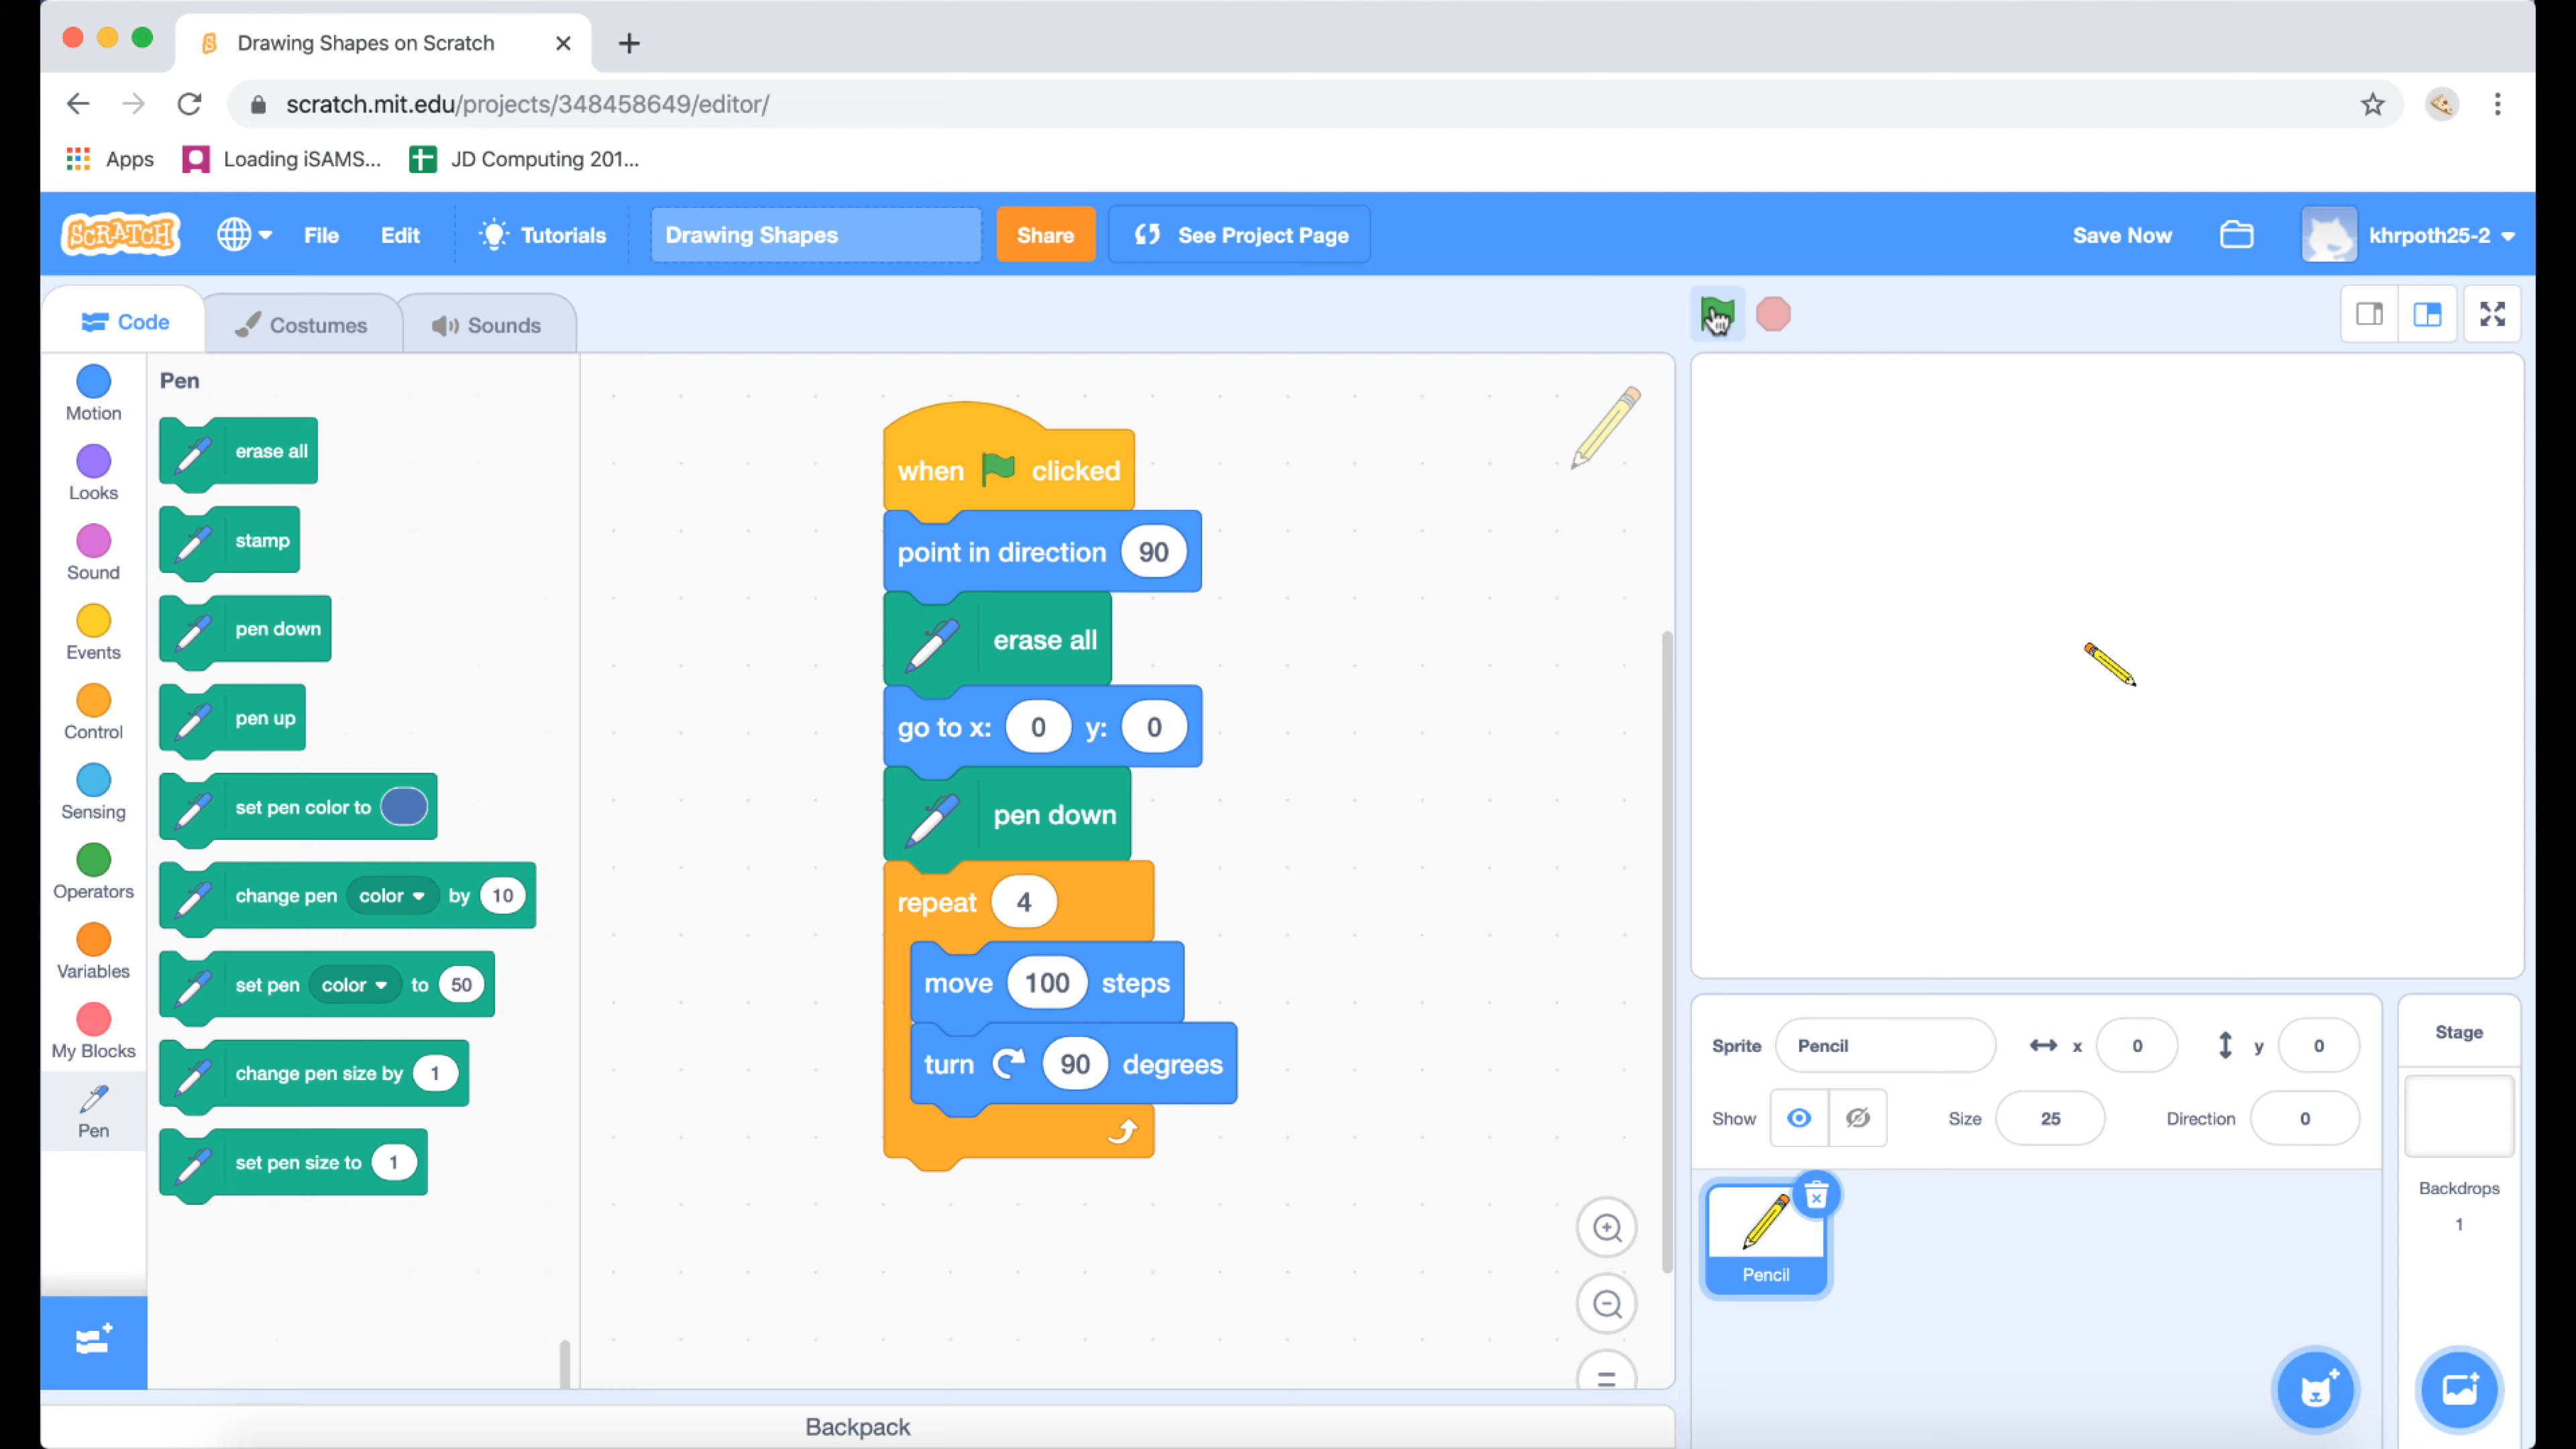 Drawing Shapes on Scratch
scratch.mit.edu/projects/348458649/editor/
Apps Loading iSAMS... JD Computing 201...
SCRATCH File Edit Tutorials Drawing Shapes Share See Project Page Save Now khrpoth25-2
Code Costumes Sounds
Motion
Looks
Sound
Events
Control
Sensing
Operators
Variables
My Blocks
Pen
Pen
erase all
stamp
pen down
pen up
set pen color to
change pen color by 10
set pen color to 50
change pen size by 1
set pen size to 1
when clicked
point in direction 90
erase all
go to x: 0 y: 0
pen down
repeat 4
move 100 steps
turn 90 degrees
Backpack
Sprite Pencil x 0 y 0
Show Size 25 Direction 0
Pencil
Stage
Backdrops
1